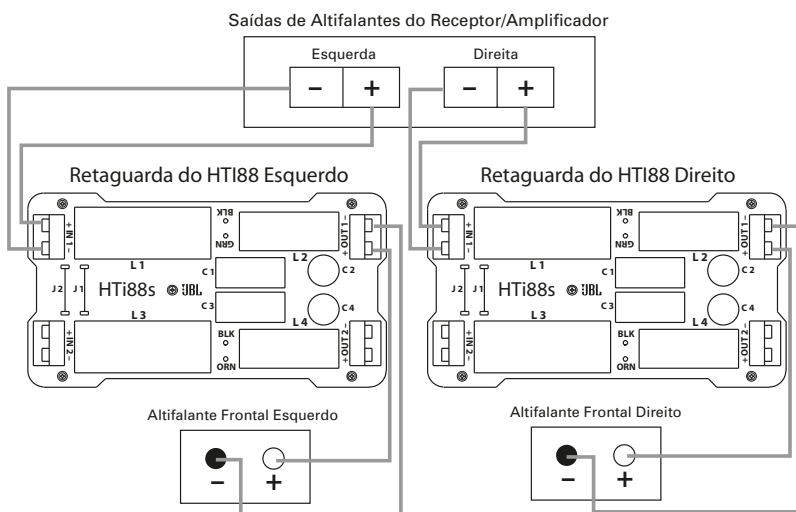 Saídas de Altifalantes do Receptor/Amplificador
Esquerda
Direita
– +
– +
Retaguarda do HTI88 Esquerdo
Retaguarda do HTI88 Direito
+ IN 1 –
BLK
GRN
+ OUT 1 –
L 1
L 2
C 1
C 2
J 2
J 1
HTi88s
JBL
C 3
C 4
L 3
L 4
+ IN 2 –
BLK
ORN
+ OUT 2 –
+ IN 1 –
BLK
GRN
+ OUT 1 –
L 1
L 2
C 1
C 2
J 2
J 1
HTi88s
JBL
C 3
C 4
L 3
L 4
+ IN 2 –
BLK
ORN
+ OUT 2 –
Altifalante Frontal Esquerdo
Altifalante Frontal Direito
– +
– +